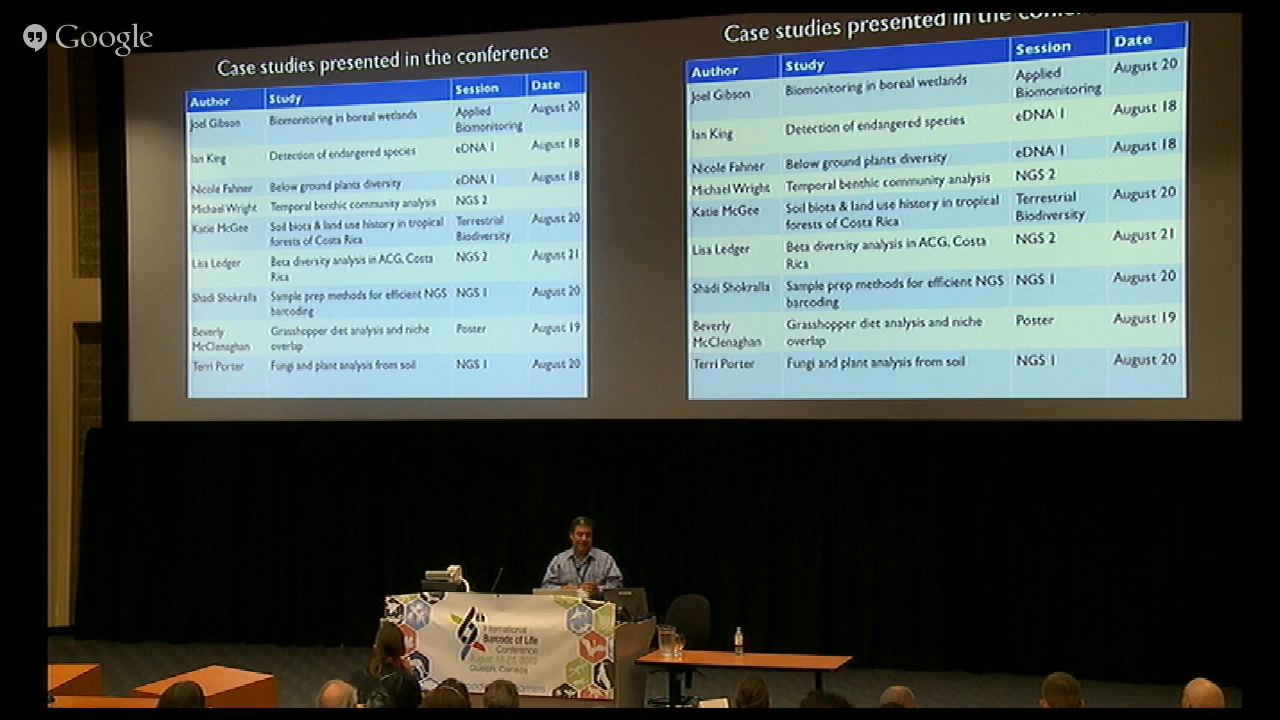 Google
Case studies presented in the conference
Author Study Session Date
Joel Gibson Biomonitoring in boreal wetlands Applied August 20
Biomonitoring
Ian King Detection of endangered species eDNA 1 August 18
Nicole Fahner Below ground plants diversity eDNA 1 August 18
Michael Wright Temporal benthic community analysis NGS 2
Katie McGee Soil biota & land use history in tropical Terrestrial August 20
forests of Costa Rica Biodiversity
Lisa Ledger Beta diversity analysis in ACG, Costa NGS 2 August 21
Rica
Shadi Shokralla Sample prep methods for efficient NGS NGS 1 August 20
barcoding
Beverly Grasshopper diet analysis and niche Poster August 19
McClenaghan overlap
Terri Porter Fungi and plant analysis from soil NGS 1 August 20
Case studies presented in the
Author Study Session Date
Joel Gibson Biomonitoring in boreal wetlands Applied August 20
Biomonitoring
Ian King Detection of endangered species eDNA 1 August 18
Nicole Fahner Below ground plants diversity eDNA 1 August 18
Michael Wright Temporal benthic community analysis NGS 2
Katie McGee Soil biota & land use history in tropical Terrestrial August 20
forests of Costa Rica Biodiversity
Lisa Ledger Beta diversity analysis in ACG, Costa NGS 2 August 21
Rica
Shadi Shokralla Sample prep methods for efficient NGS NGS 1 August 20
barcoding
Beverly Grasshopper diet analysis and niche Poster August 19
McClenaghan overlap
Terri Porter Fungi and plant analysis from soil NGS 1 August 20
International
Barcode of Life
Conference
Guelph, Canada